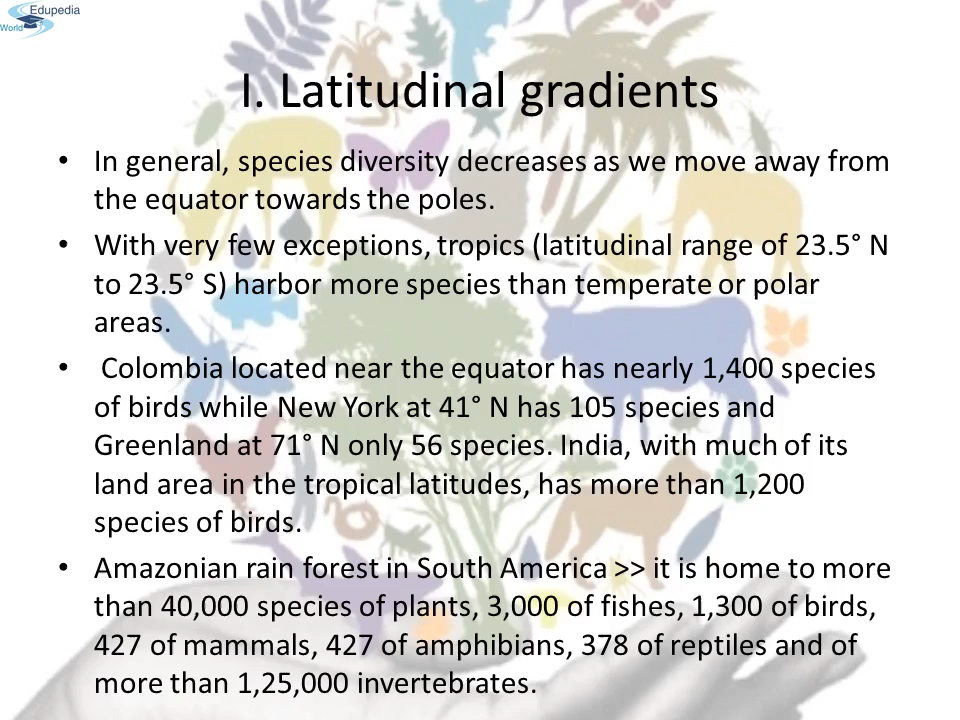 Edupedia
World
I. Latitudinal gradients
• In general, species diversity decreases as we move away from
the equator towards the poles.
• With very few exceptions, tropics (latitudinal range of 23.5° N
to 23.5° S) harbor more species than temperate or polar
areas.
• Colombia located near the equator has nearly 1,400 species
of birds while New York at 41° N has 105 species and
Greenland at 71° N only 56 species. India, with much of its
land area in the tropical latitudes, has more than 1,200
species of birds.
• Amazonian rain forest in South America >> it is home to more
than 40,000 species of plants, 3,000 of fishes, 1,300 of birds,
427 of mammals, 427 of amphibians, 378 of reptiles and of
more than 1,25,000 invertebrates.